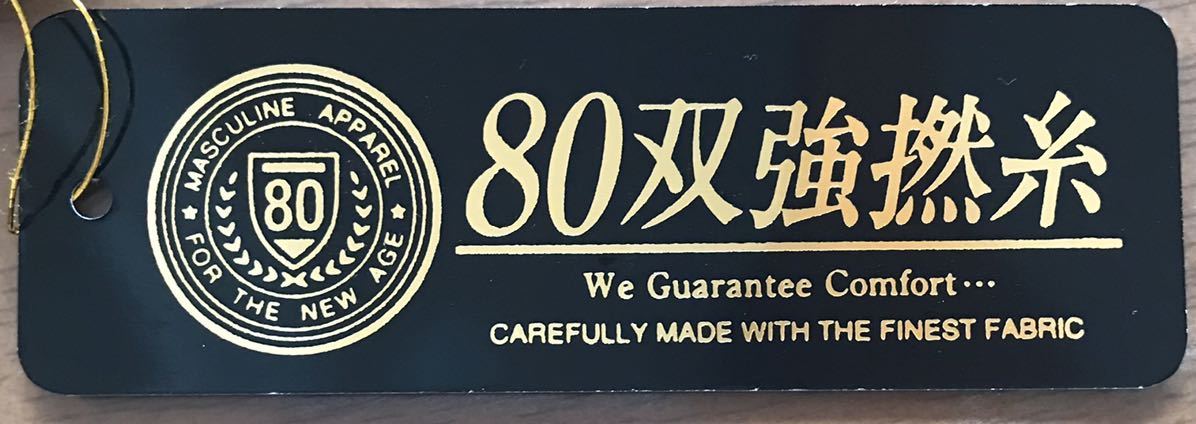 MASCULINE APPAREL
★ FOR THE NEW AGE ★
80
80双強撚糸
We Guarantee Comfort…
CAREFULLY MADE WITH THE FINEST FABRIC